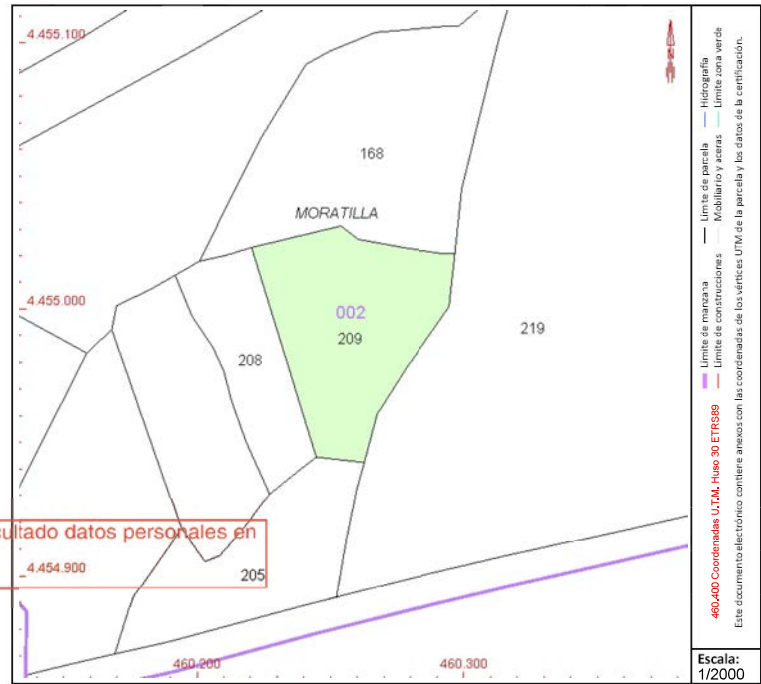 4.455.100
168
MORATILLA
4.455.000
002
209
219
208
cultado datos personales en
4.454.900
205
460.200
460.300
N
Límite de manzana
Límite de parcela
Hidrografía
Límite de construcciones
Mobiliario y aceras
Límite zona verde
460.400 Coordenadas U.T.M. Huso 30 ETRS89
Este documento electrónico contiene anexos con las coordenadas de los vértices UTM de la parcela y los datos de la certificación.
Escala:
1/2000